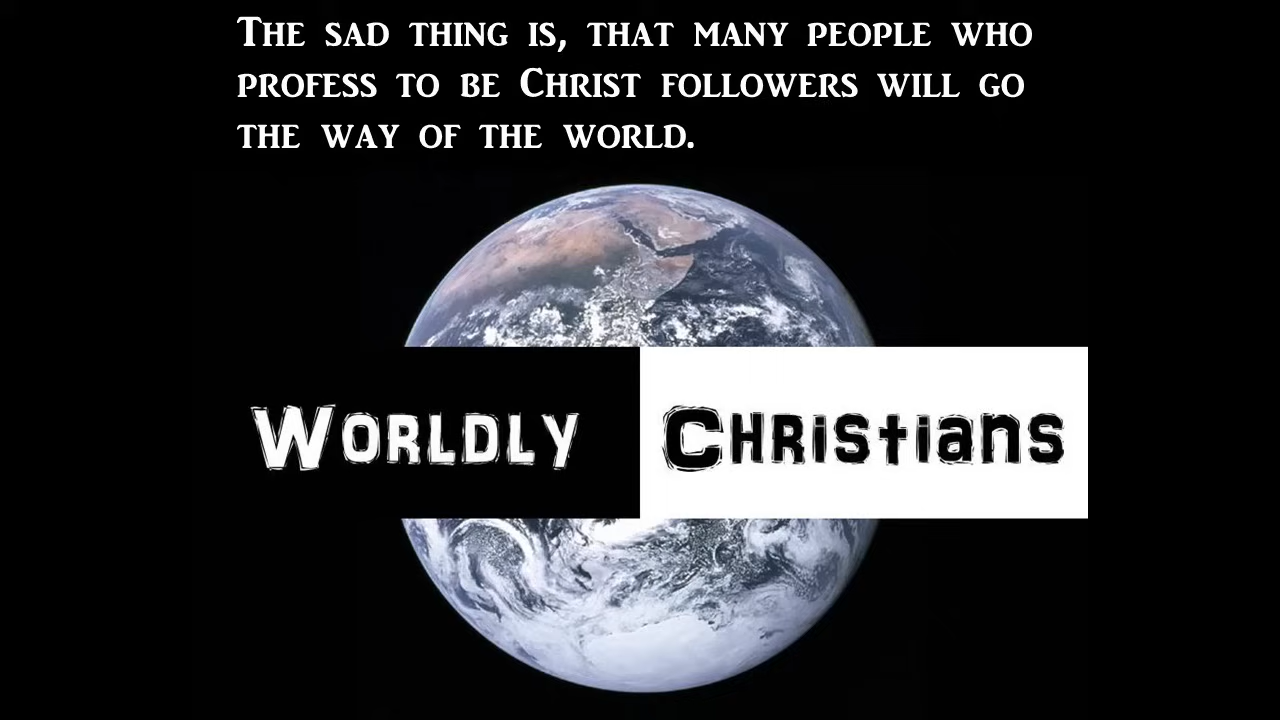 The sad thing is, that many people who
profess to be Christ followers will go
the way of the world.
Worldly Christians